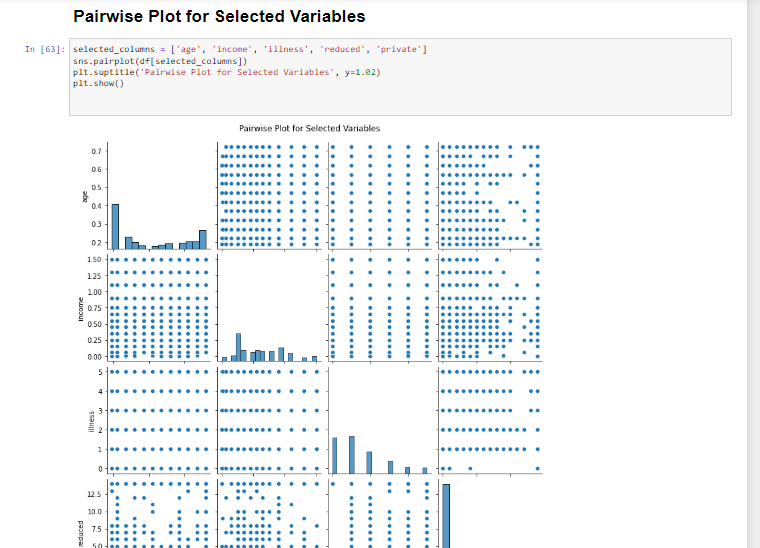 Pairwise Plot for Selected Variables
In [63]: selected_columns = ['age', 'income', 'illness', 'reduced', 'private']
sns.pairplot(df[selected_columns])
plt.suptitle('Pairwise Plot for Selected Variables', y=1.02)
plt.show()
Pairwise Plot for Selected Variables
0.7
0.6
0.5
age
0.4
0.3
0.2
1.50
1.25
1.00
income
0.75
0.50
0.25
0.00
5
4
3
illness
2
1
0
12.5
10.0
reduced
7.5
5.0